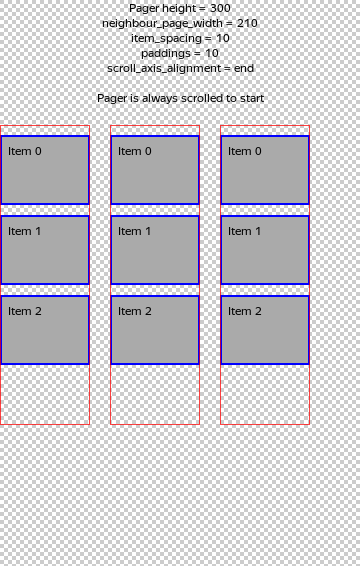 Pager height = 300
neighbour_page_width = 210
item_spacing = 10
paddings = 10
scroll_axis_alignment = end
Pager is always scrolled to start
Item 0
Item 0
Item 0
Item 1
Item 1
Item 1
Item 2
Item 2
Item 2